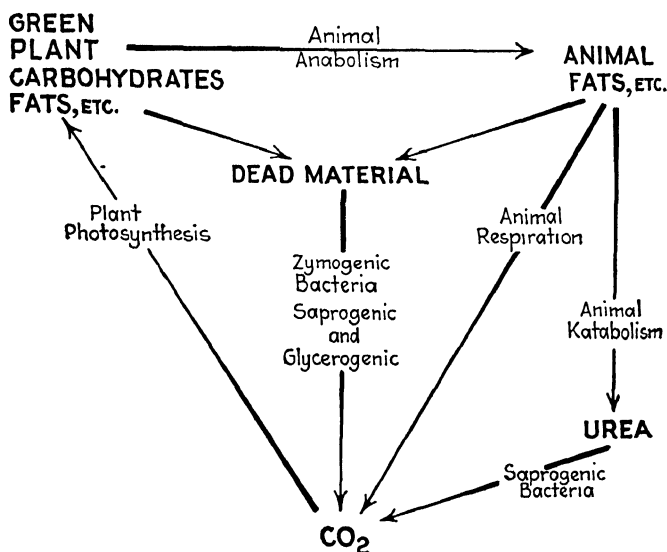 GREEN
PLANT
CARBOHYDRATES
FATS, ETC.
Animal
Anabolism
ANIMAL
FATS, ETC.
DEAD MATERIAL
Plant
Photosynthesis
Zymogenic
Bacteria
Saprogenic
and
Glycerogenic
Animal
Respiration
Animal
Katabolism
UREA
Saprogenic
Bacteria
CO₂